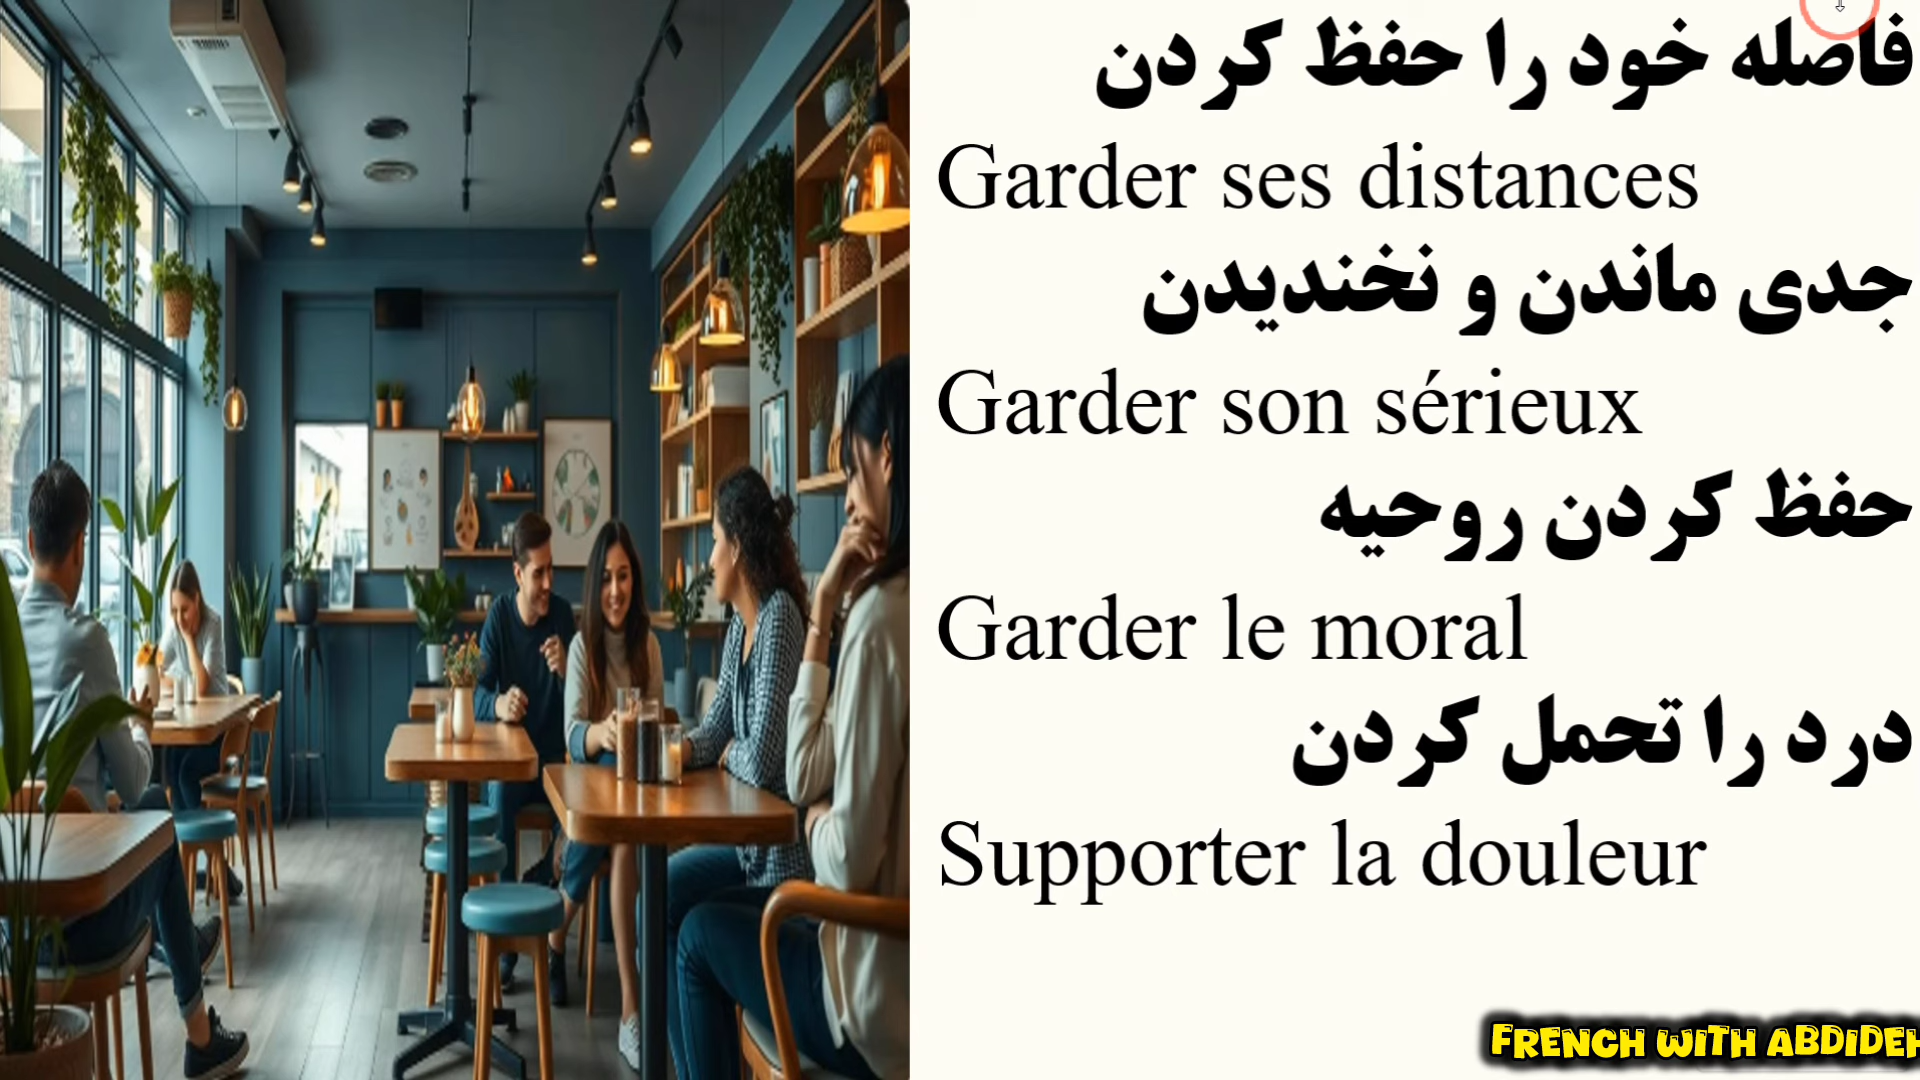 فاصله خود را حفظ کردن
Garder ses distances
جدی ماندن و نخندیدن
Garder son sérieux
حفظ کردن روحیه
Garder le moral
درد را تحمل کردن
Supporter la douleur
FRENCH WITH ABDIDEH